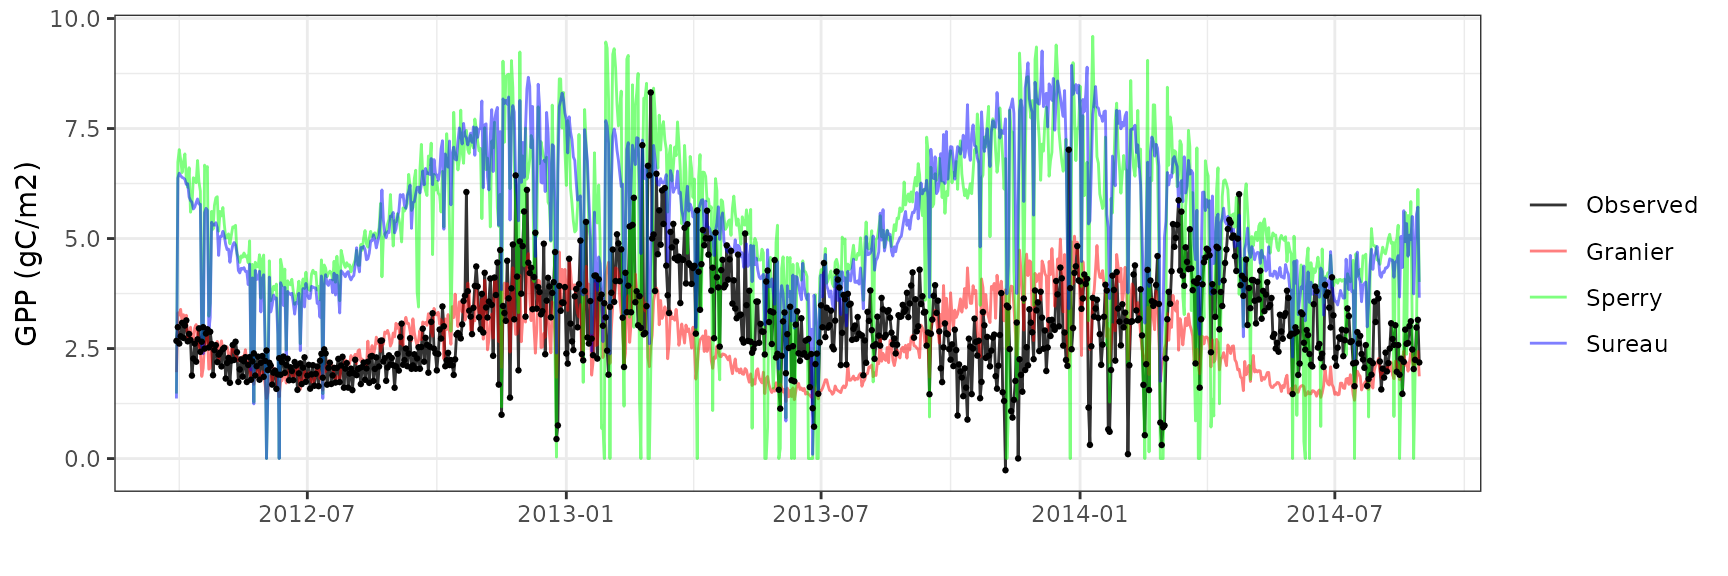 10.0
7.5
5.0
2.5
0.0
GPP (gC/m2)
2012-07
2013-01
2013-07
2014-01
2014-07
Observed
Granier
Sperry
Sureau